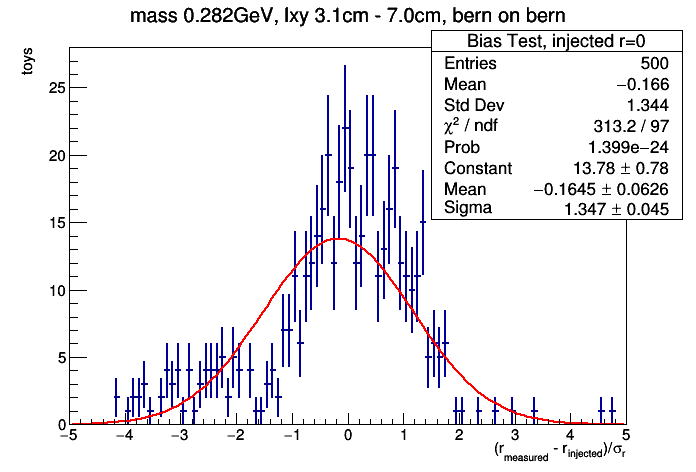 mass 0.282GeV, lxy 3.1cm - 7.0cm, bern on bern
toys
Bias Test, injected r=0
Entries 500
Mean −0.166
Std Dev 1.344
χ² / ndf 313.2 / 97
Prob 1.399e−24
Constant 13.78 ± 0.78
Mean −0.1645 ± 0.0626
Sigma 1.347 ± 0.045
25
20
15
10
5
0
−5 −4 −3 −2 −1 0 1 2 3 4 5
(r_measured - r_injected)/σ_r